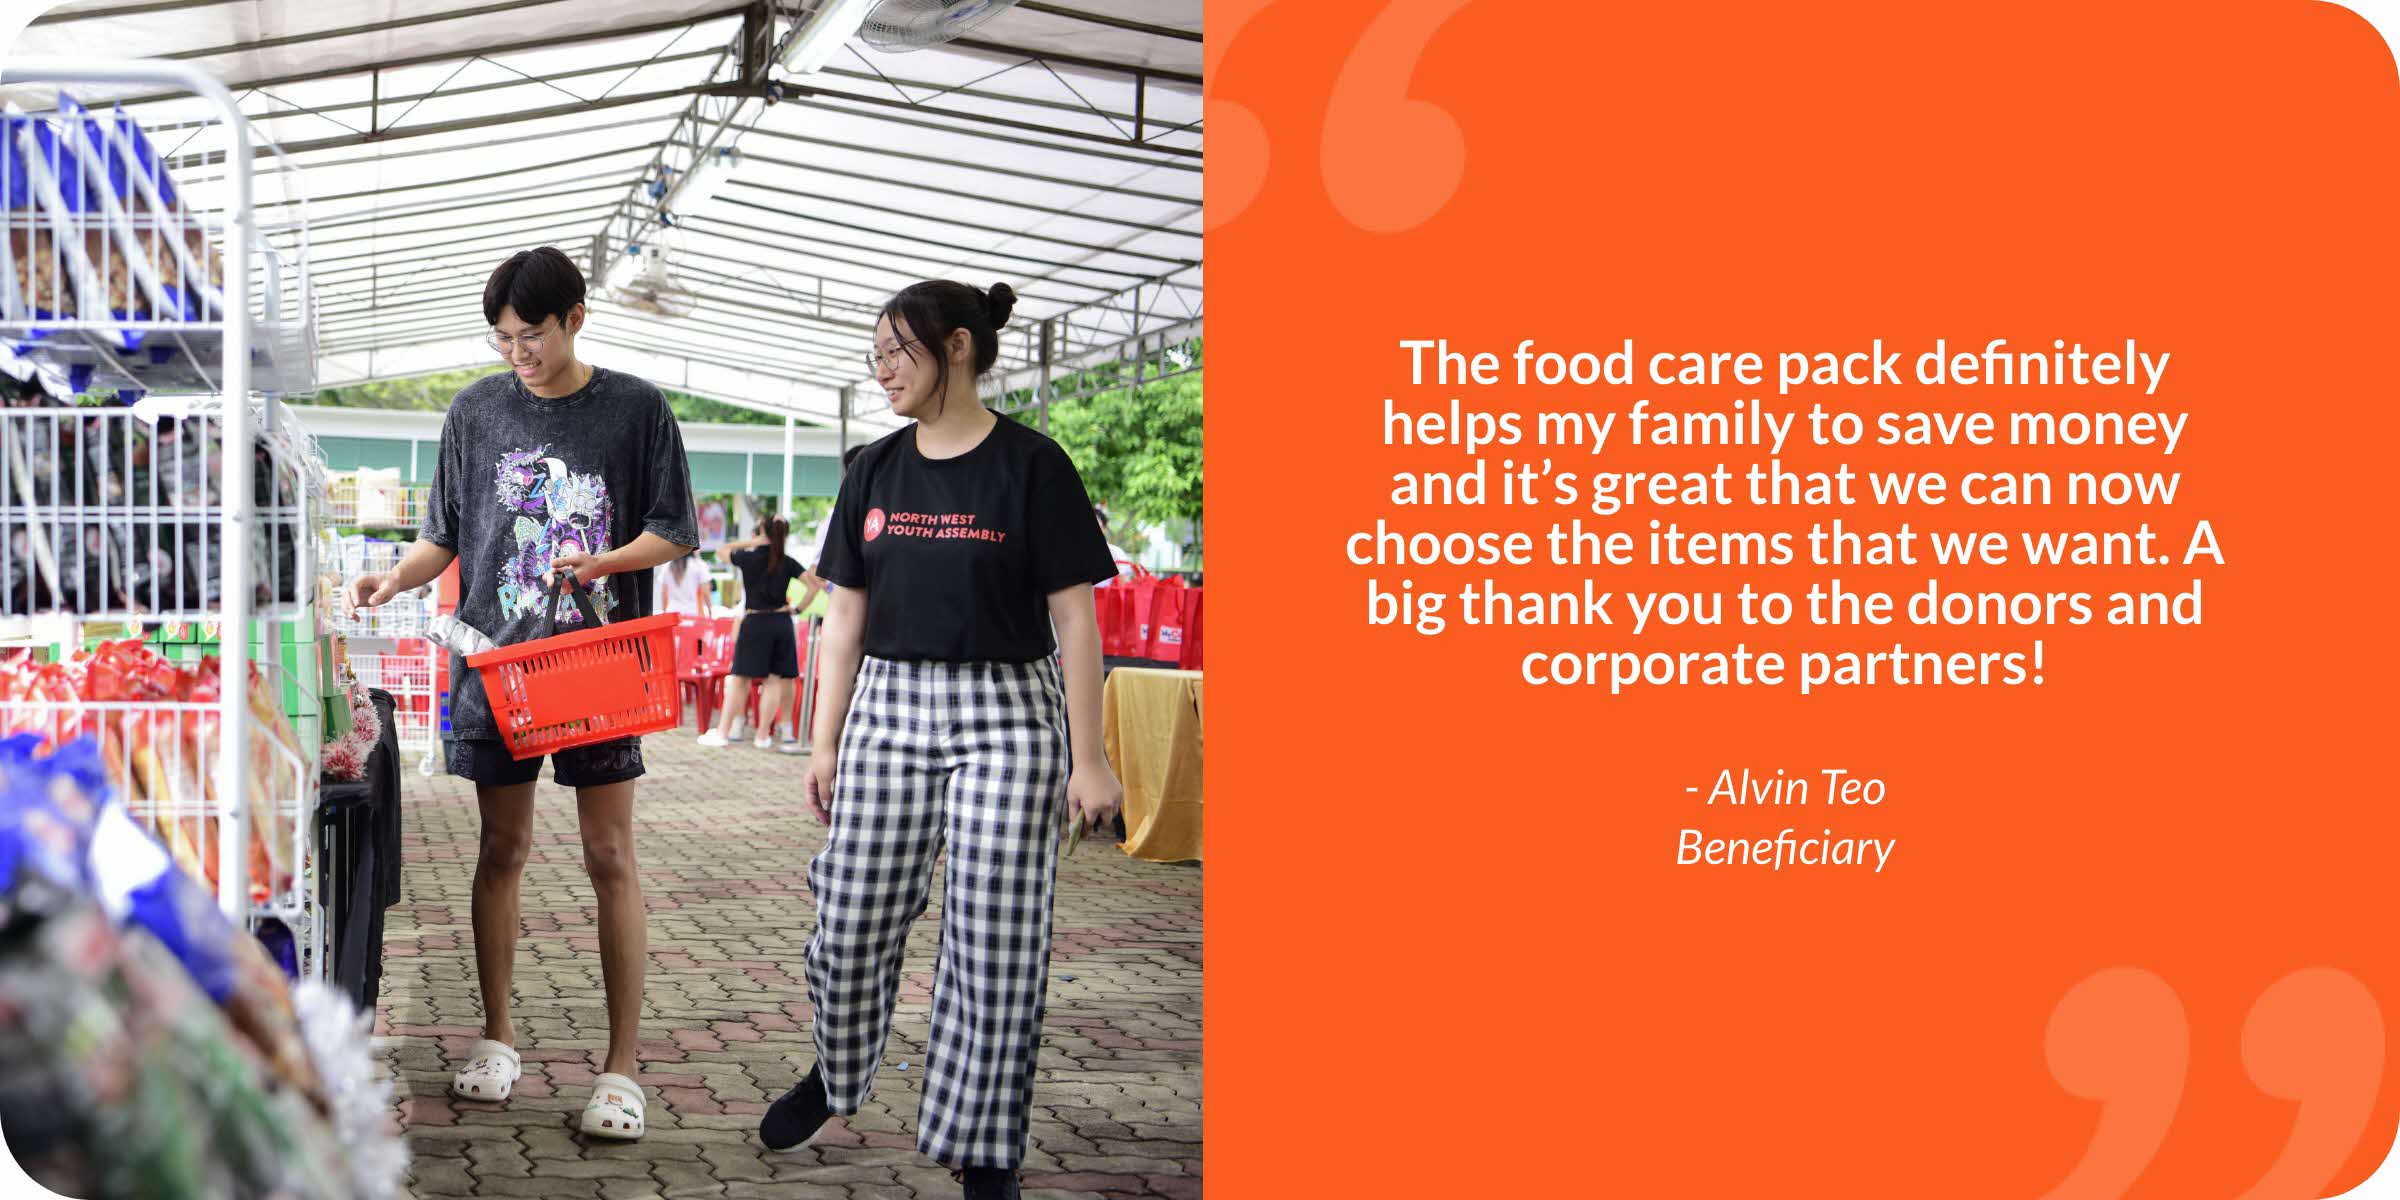 YA
NORTH WEST
YOUTH ASSEMBLY
The food care pack definitely
helps my family to save money
and it’s great that we can now
choose the items that we want. A
big thank you to the donors and
corporate partners!
- Alvin Teo
Beneficiary